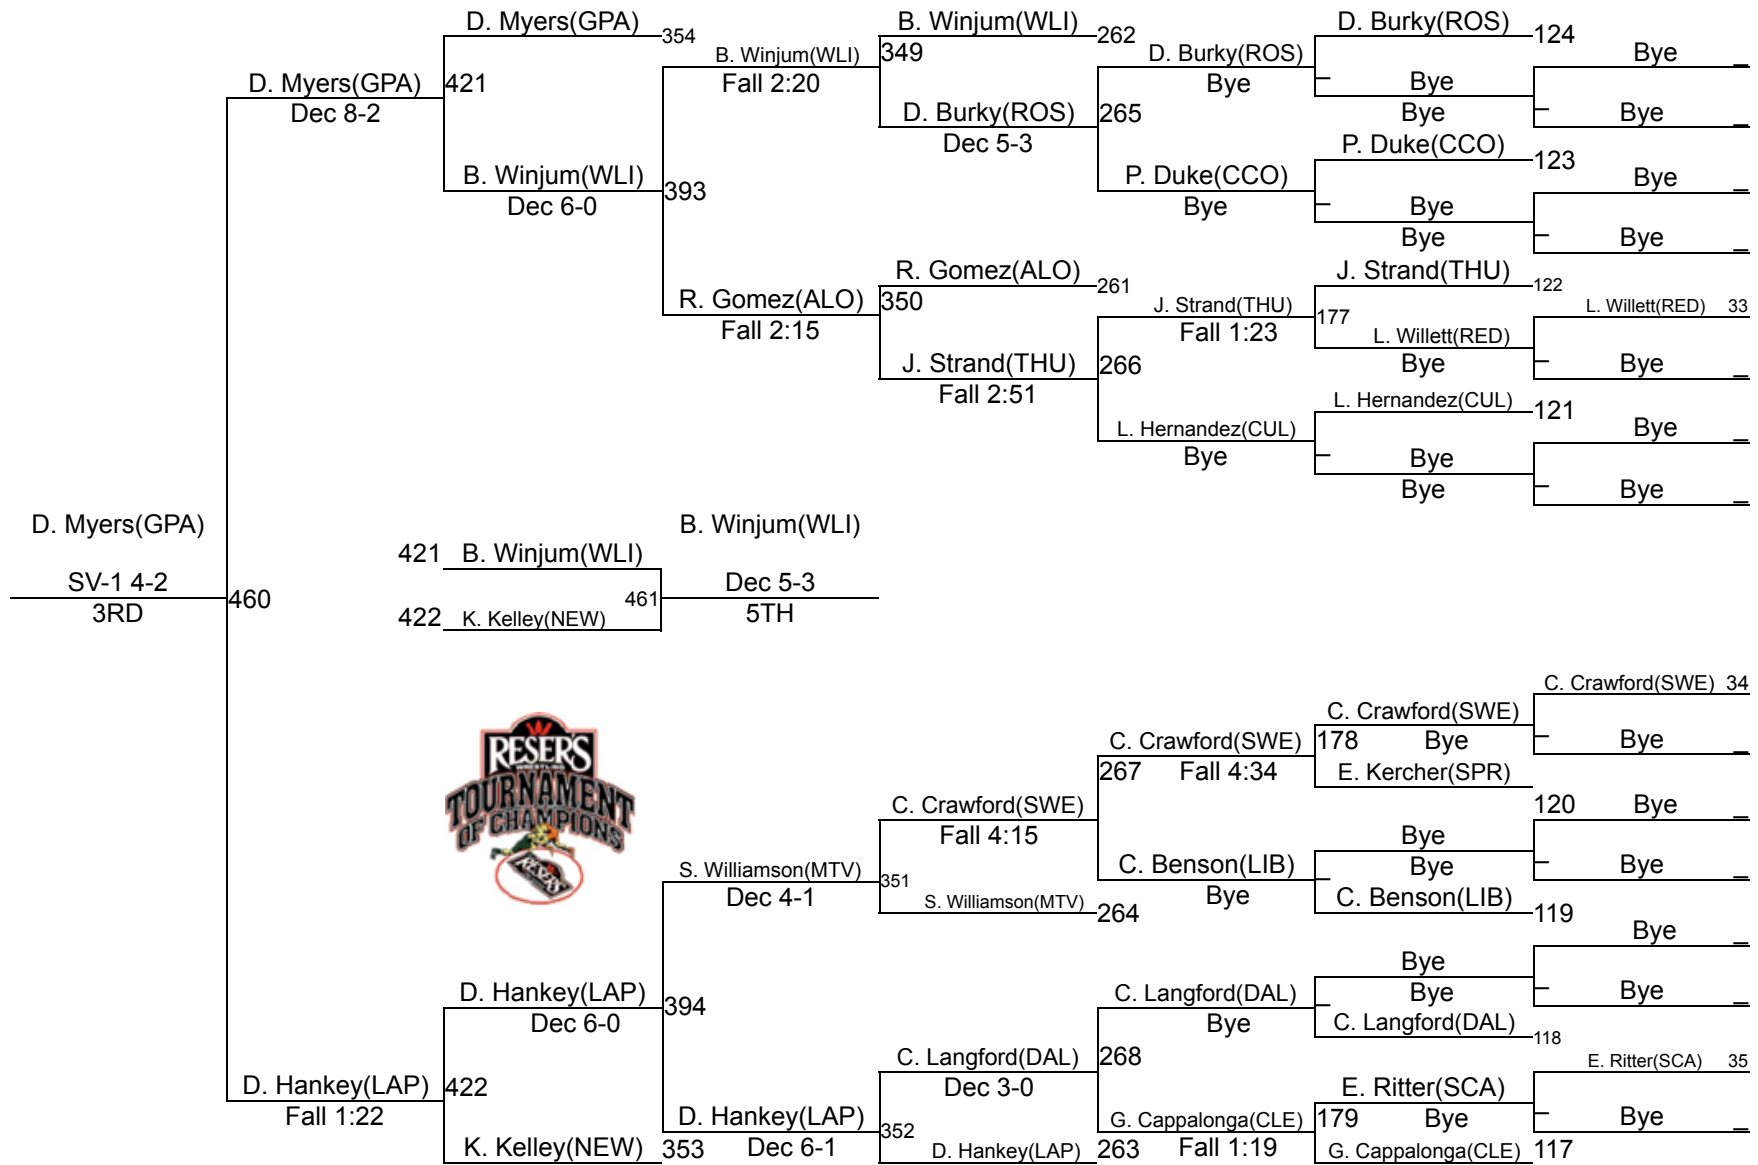 D. Myers(GPA)
354
B. Winjum(WLI)
262
D. Burky(ROS)
124
Bye _
B. Winjum(WLI)
349
D. Burky(ROS)
D. Myers(GPA)
421
Fall 2:20
Bye
_ Bye
Dec 8-2
D. Burky(ROS)
265
Bye
_ Bye _
Dec 5-3
P. Duke(CCO)
123
B. Winjum(WLI)
393
P. Duke(CCO)
Bye _
Dec 6-0
Bye
_ Bye
Bye
_ Bye _
R. Gomez(ALO)
261
J. Strand(THU)
122
R. Gomez(ALO)
350
J. Strand(THU)
177
L. Willett(RED) 33
Fall 2:15
Fall 1:23
L. Willett(RED)
J. Strand(THU)
266
Bye
_ Bye _
Fall 2:51
L. Hernandez(CUL)
121
L. Hernandez(CUL)
Bye _
Bye
_ Bye
Bye
_ Bye _
D. Myers(GPA)
B. Winjum(WLI)
421 B. Winjum(WLI)
SV-1 4-2
460
461
Dec 5-3
3RD
422 K. Kelley(NEW)
5TH
C. Crawford(SWE) 34
C. Crawford(SWE)
C. Crawford(SWE)
178 Bye
_ Bye _
267 Fall 4:34
E. Kercher(SPR)
RESER'S
WRESTLING
TOURNAMENT
OF CHAMPIONS
RESERS
C. Crawford(SWE)
120 Bye _
Fall 4:15
Bye
S. Williamson(MTV)
351
C. Benson(LIB)
_ Bye
_ Bye _
Dec 4-1
Bye
C. Benson(LIB)
119
S. Williamson(MTV)
264
Bye _
Bye
D. Hankey(LAP)
394
C. Langford(DAL)
_ Bye
_ Bye _
Dec 6-0
Bye
C. Langford(DAL)
118
C. Langford(DAL)
268
E. Ritter(SCA) 35
D. Hankey(LAP)
422
Dec 3-0
E. Ritter(SCA)
Fall 1:22
D. Hankey(LAP)
352
G. Cappalonga(CLE)
179 Bye
_ Bye _
K. Kelley(NEW)
353 Dec 6-1
D. Hankey(LAP)
263 Fall 1:19
G. Cappalonga(CLE)
117